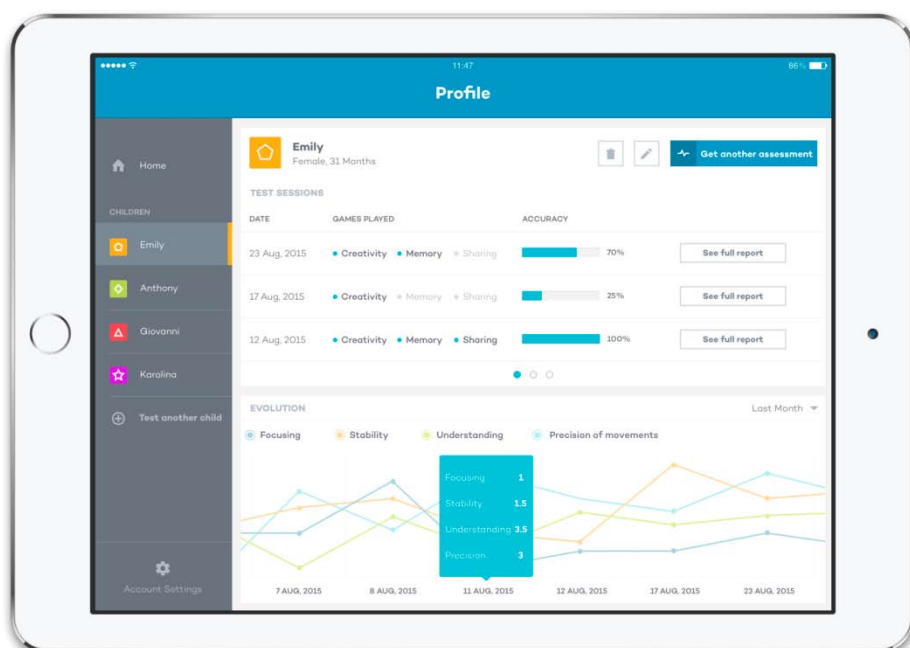 11:47
86%
Profile
Home
CHILDREN
Emily
Anthony
Giovanni
Karolina
Test another child
Account Settings
Emily
Female, 31 Months
Get another assessment
TEST SESSIONS
DATE GAMES PLAYED ACCURACY
23 Aug, 2015 Creativity Memory Sharing 70% See full report
17 Aug, 2015 Creativity Memory Sharing 25% See full report
12 Aug, 2015 Creativity Memory Sharing 100% See full report
EVOLUTION Last Month
Focusing Stability Understanding Precision of movements
Focusing 1
Stability 1.5
Understanding 3.5
Precision 3
7 AUG, 2015 8 AUG, 2015 11 AUG, 2015 12 AUG, 2015 17 AUG, 2015 23 AUG, 2015